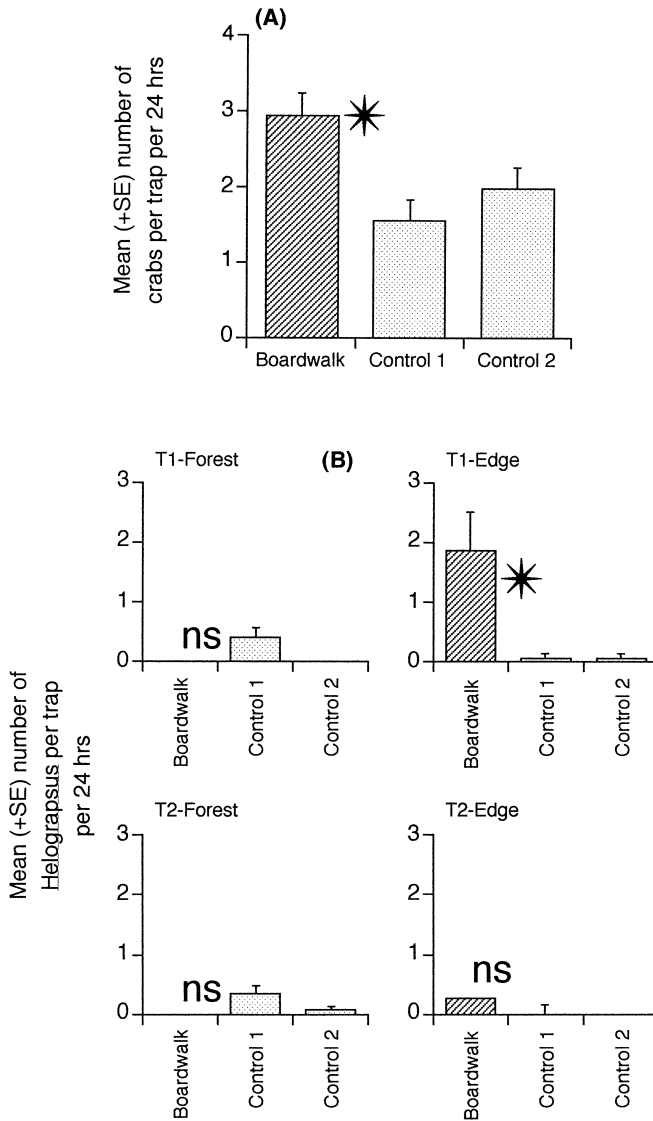 (A)
Mean (+SE) number of
crabs per trap per 24 hrs
4
3
2
1
0
Boardwalk Control 1 Control 2
(B)
Mean (+SE) number of
Helograpsus per trap
per 24 hrs
T1-Forest
3
2
1
0
ns
Boardwalk
Control 1
Control 2
T1-Edge
3
2
1
0
Boardwalk
Control 1
Control 2
T2-Forest
3
2
1
0
ns
Boardwalk
Control 1
Control 2
T2-Edge
3
2
1
0
ns
Boardwalk
Control 1
Control 2